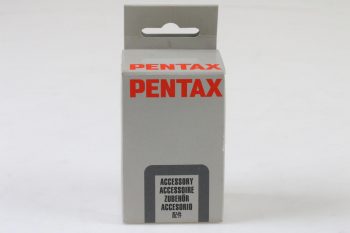 PENTAX
PENTAX
ACCESSORY
ACCESSOIRE
ZUBEHÖR
ACCESORIO
配件